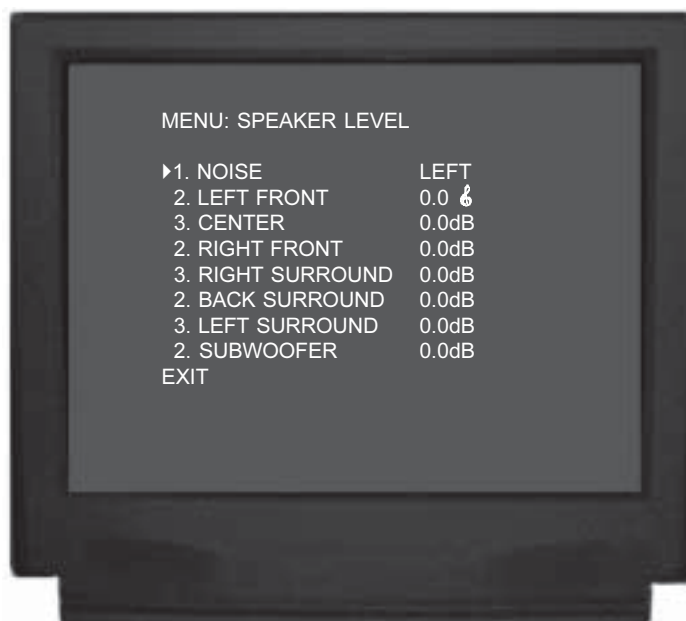 MENU: SPEAKER LEVEL
1. NOISE LEFT
2. LEFT FRONT 0.0
3. CENTER 0.0dB
2. RIGHT FRONT 0.0dB
3. RIGHT SURROUND 0.0dB
2. BACK SURROUND 0.0dB
3. LEFT SURROUND 0.0dB
2. SUBWOOFER 0.0dB
EXIT